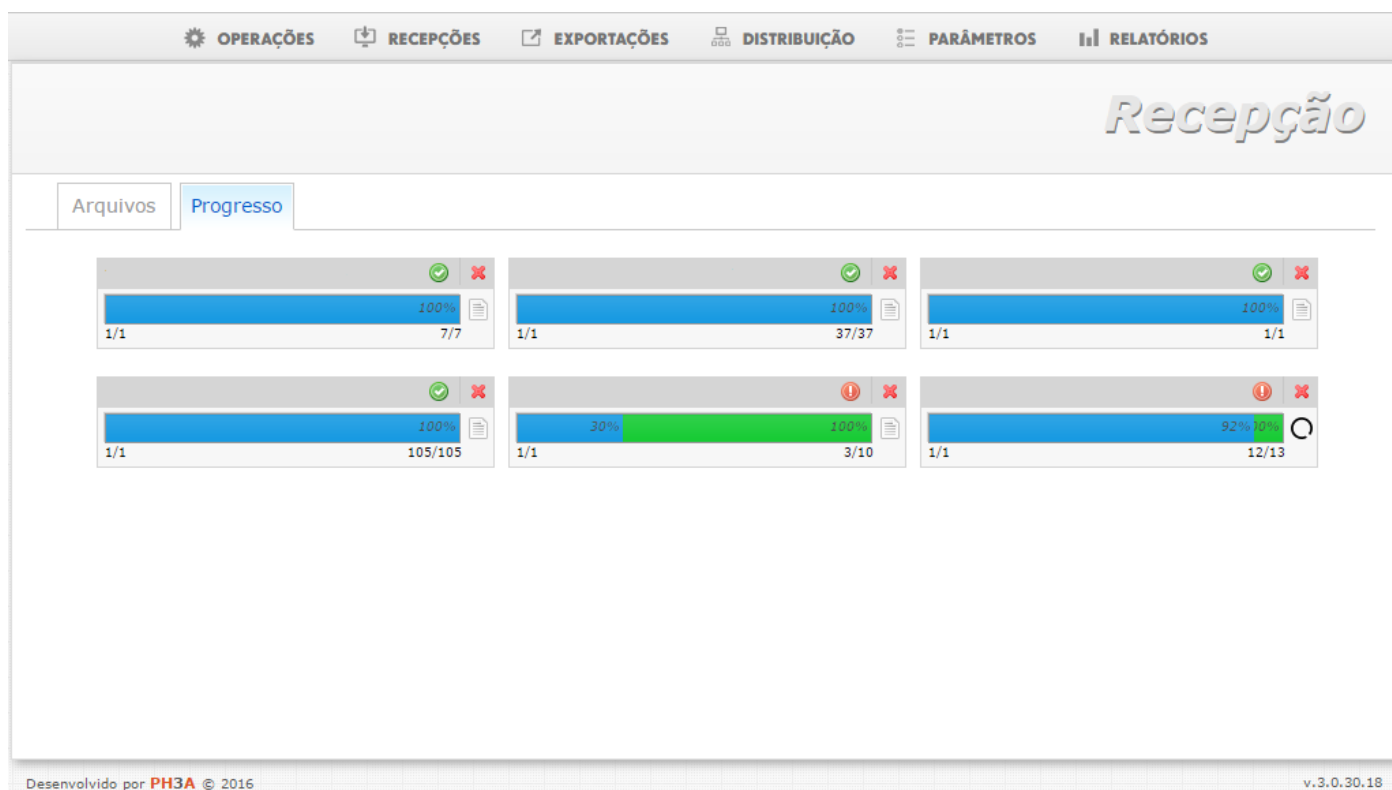 OPERAÇÕES RECEPÇÕES EXPORTAÇÕES DISTRIBUIÇÃO PARÂMETROS RELATÓRIOS
Recepção
Arquivos Progresso
100% 100% 100%
1/1 7/7 1/1 37/37 1/1 1/1
100% 30% 100% 92%
1/1 105/105 1/1 3/10 1/1 12/13
Desenvolvido por PH3A © 2016 v.3.0.30.18